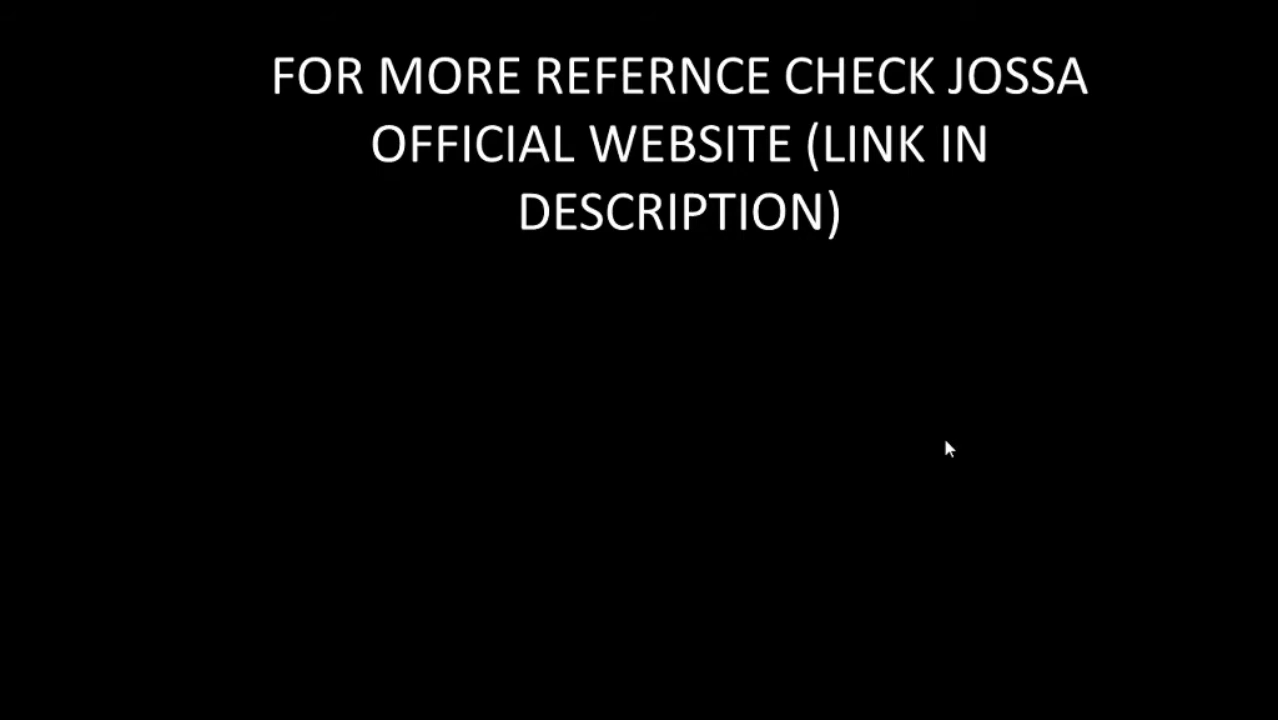 FOR MORE REFERNCE CHECK JOSSA
OFFICIAL WEBSITE (LINK IN
DESCRIPTION)